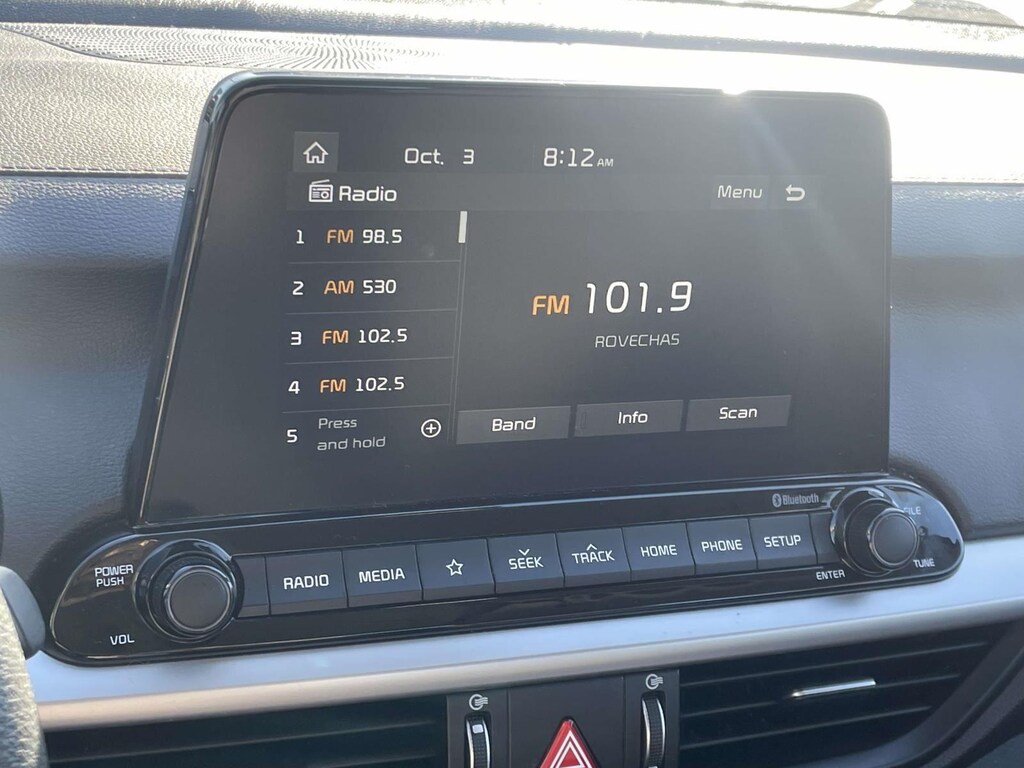 Oct. 3 8:12 AM
Radio Menu
1 FM 98.5
2 AM 530
3 FM 102.5
4 FM 102.5
5 Press and hold
FM 101.9
ROVECHAS
Band Info Scan
Bluetooth
POWER
PUSH
VOL
RADIO MEDIA SEEK TRACK HOME PHONE SETUP
FILE
TUNE
ENTER